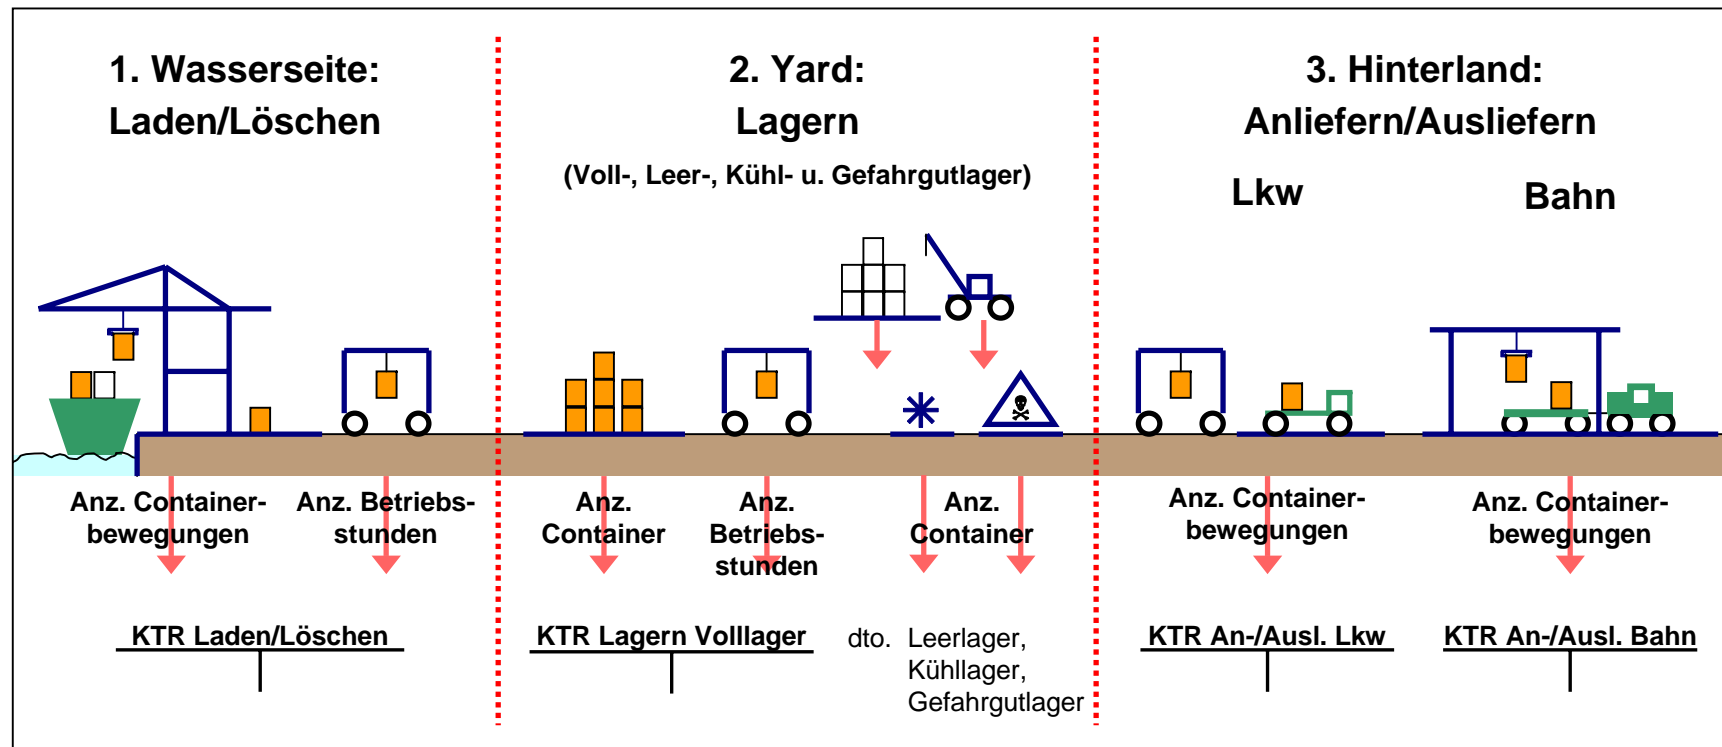 1. Wasserseite:
Laden/Löschen
2. Yard:
Lagern
(Voll-, Leer-, Kühl- u. Gefahrgutlager)
3. Hinterland:
Anliefern/Ausliefern
Lkw
Bahn
Anz. Container-
bewegungen
Anz. Betriebs-
stunden
Anz.
Container
Anz.
Betriebs-
stunden
Anz.
Container
Anz. Container-
bewegungen
Anz. Container-
bewegungen
KTR Laden/Löschen
KTR Lagern Volllager
dto. Leerlager,
Kühllager,
Gefahrgutlager
KTR An-/Ausl. Lkw
KTR An-/Ausl. Bahn